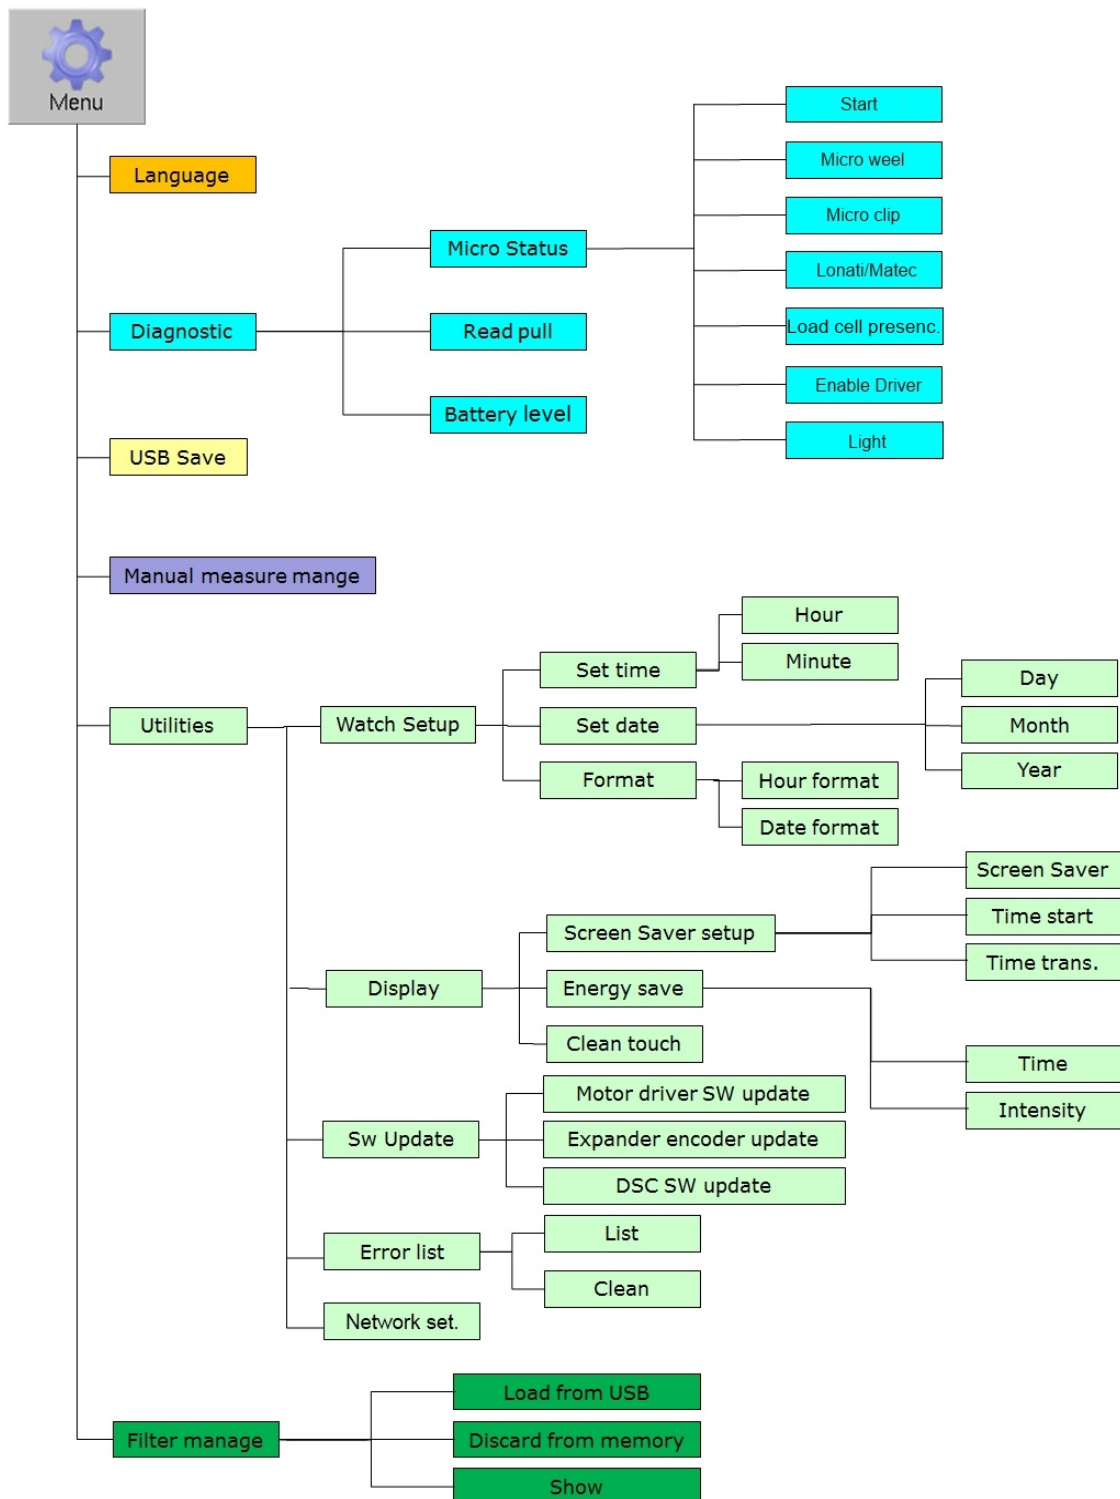 Menu
Language
Diagnostic
Micro Status
Start
Micro weel
Micro clip
Lonati/Matec
Load cell presenc.
Enable Driver
Light
Read pull
Battery level
USB Save
Manual measure mange
Utilities
Watch Setup
Set time
Hour
Minute
Set date
Day
Month
Year
Format
Hour format
Date format
Display
Screen Saver setup
Screen Saver
Time start
Time trans.
Energy save
Time
Intensity
Clean touch
Sw Update
Motor driver SW update
Expander encoder update
DSC SW update
Error list
List
Clean
Network set.
Filter manage
Load from USB
Discard from memory
Show